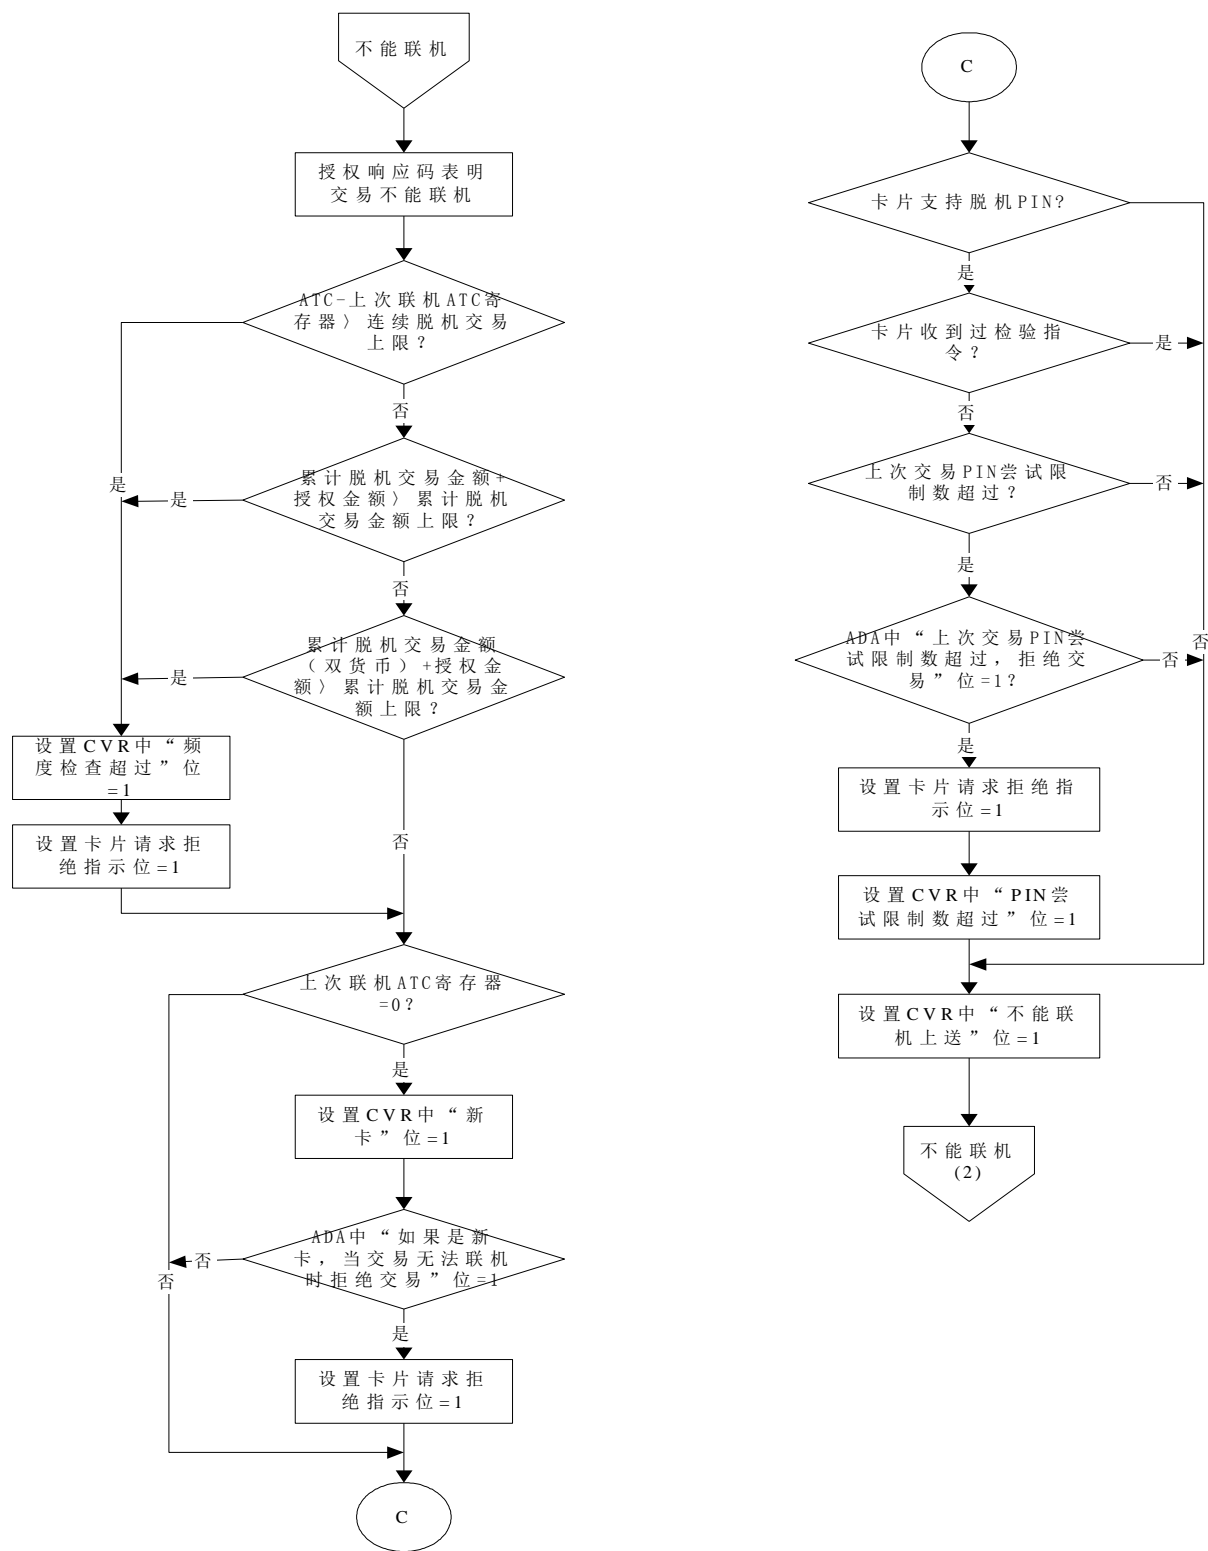 不能联机
授权响应码表明
交易不能联机
ATC-上次联机ATC寄
存器〉连续脱机交易
上限？
是
否
累计脱机交易金额+
授权金额〉累计脱机
交易金额上限？
是
否
累计脱机交易金额
（双货币）+授权金
额〉累计脱机交易金
额上限？
是
否
设置CVR中“频
度检查超过”位
=1
设置卡片请求拒
绝指示位=1
上次联机ATC寄存器
=0？
否
是
设置CVR中“新
卡”位=1
ADA中“如果是新
卡，当交易无法联机
时拒绝交易”位=1
否
是
设置卡片请求拒
绝指示位=1
C
C
卡片支持脱机PIN?
否
是
卡片收到过检验指
令？
是
否
上次交易PIN尝试限
制数超过？
否
是
ADA中“上次交易PIN尝
试限制数超过，拒绝交
易”位=1？
否
是
设置卡片请求拒绝指
示位=1
设置CVR中“PIN尝
试限制数超过”位=1
设置CVR中“不能联
机上送”位=1
不能联机
(2)